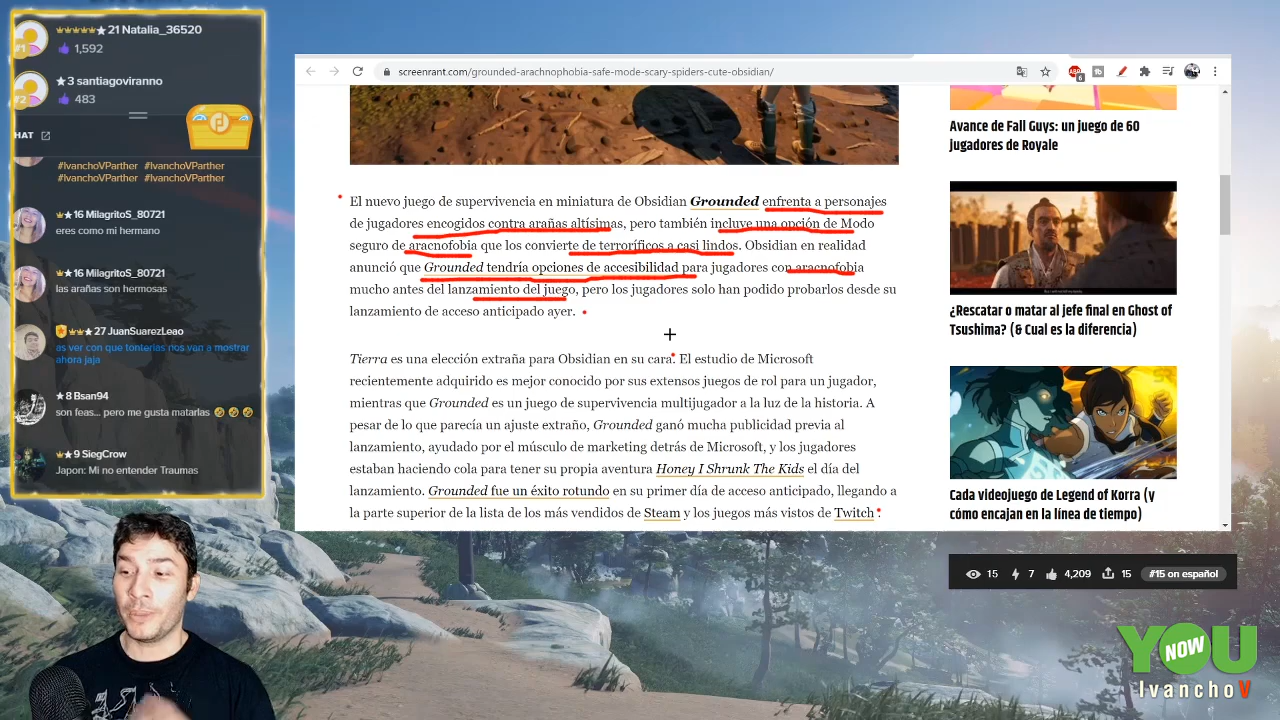 #1
21 Natalia_36520
1,592
#2
3 santiagoviranno
483
HAT
#IvanchoVParther #IvanchoVParther
#IvanchoVParther #IvanchoVParther
16 MilagritoS_80721
eres como mi hermano
16 MilagritoS_80721
las arañas son hermosas
27 JuanSuarezLeao
as ver con que tonterias nos van a mostrar
ahora jaja
8 Bsan94
son feas... pero me gusta matarlas
9 SiegCrow
Japon: Mi no entender Traumas
screenrant.com/grounded-arachnophobia-safe-mode-scary-spiders-cute-obsidian/
ABP
6
El nuevo juego de supervivencia en miniatura de Obsidian Grounded enfrenta a personajes
de jugadores encogidos contra arañas altísimas, pero también incluye una opción de Modo
seguro de aracnofobia que los convierte de terroríficos a casi lindos. Obsidian en realidad
anunció que Grounded tendría opciones de accesibilidad para jugadores con aracnofobia
mucho antes del lanzamiento del juego, pero los jugadores solo han podido probarlos desde su
lanzamiento de acceso anticipado ayer.
Tierra es una elección extraña para Obsidian en su cara. El estudio de Microsoft
recientemente adquirido es mejor conocido por sus extensos juegos de rol para un jugador,
mientras que Grounded es un juego de supervivencia multijugador a la luz de la historia. A
pesar de lo que parecía un ajuste extraño, Grounded ganó mucha publicidad previa al
lanzamiento, ayudado por el músculo de marketing detrás de Microsoft, y los jugadores
estaban haciendo cola para tener su propia aventura Honey I Shrunk The Kids el día del
lanzamiento. Grounded fue un éxito rotundo en su primer día de acceso anticipado, llegando a
la parte superior de la lista de los más vendidos de Steam y los juegos más vistos de Twitch
Avance de Fall Guys: un juego de 60
jugadores de Royale
¿Rescatar o matar al jefe final en Ghost of
Tsushima? (& Cual es la diferencia)
Cada videojuego de Legend of Korra (y
cómo encajan en la línea de tiempo)
15 7 4,209 15 #15 on español
YOU
NOW
IvanchoV